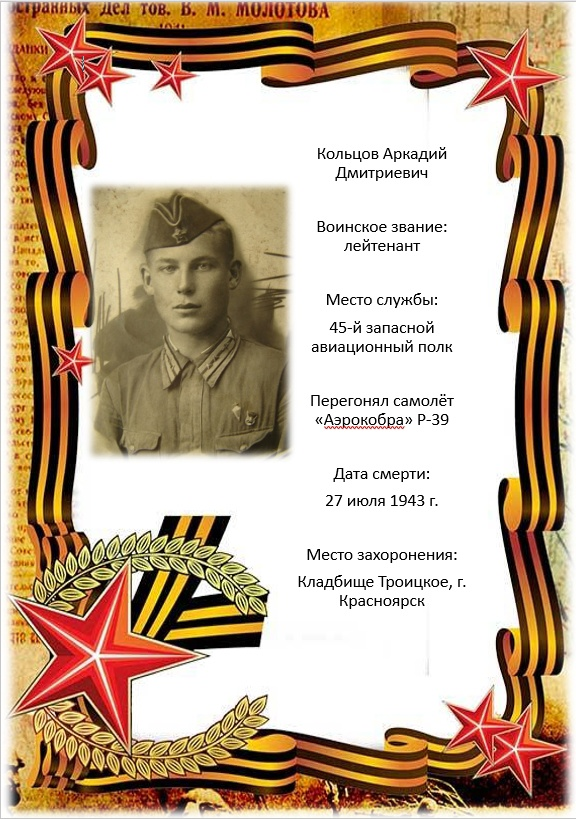 остранных Дел тов. В. М. МОЛОТОВА
Кольцов Аркадий
Дмитриевич
Воинское звание:
лейтенант
Место службы:
45-й запасной
авиационный полк
Перегонял самолёт
«Аэрокобра» Р-39
Дата смерти:
27 июля 1943 г.
Место захоронения:
Кладбище Троицкое, г.
Красноярск